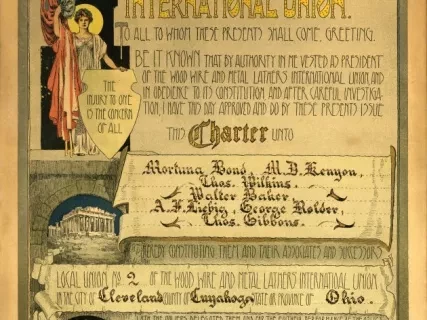 INTERNATIONAL UNION.
TO ALL TO WHOM THESE PRESENTS SHALL COME, GREETING.
BE IT KNOWN THAT BY AUTHORITY IN ME VESTED AS PRESIDENT
OF THE WOOD WIRE AND METAL LATHERS INTERNATIONAL UNION, AND
IN OBEDIENCE TO ITS CONSTITUTION AND AFTER CAREFUL INVESTIGA-
TION, I HAVE THIS DAY APPROVED AND DO BY THESE PRESENTS ISSUE
THE
INJURY TO ONE
IS THE CONCERN
OF ALL
THIS Charter UNTO
Mortuna Bond, M.D. Kenyon,
Thos. Wilkins.
Walter Baker,
A.F. Liebig, George Rolder,
Thos. Gibbons.
HEREBY CONSTITUTING THEM AND THEIR ASSOCIATES AND SUCCESSORS
LOCAL UNION No. 2 OF THE WOOD WIRE AND METAL LATHERS INTERNATIONAL UNION
IN THE CITY OF Cleveland COUNTY OF Cuyahoga STATE OR PROVINCE OF Ohio.